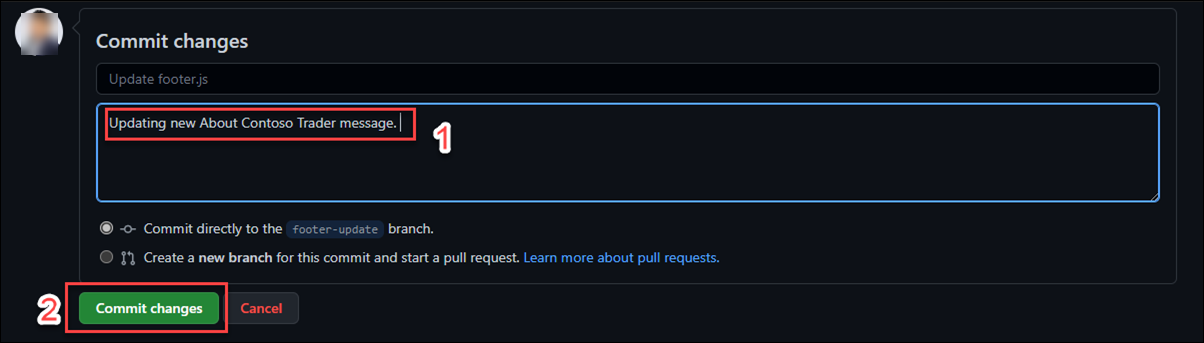 Commit changes
Update footer.js
Updating new About Contoso Trader message.
1
Commit directly to the footer-update branch.
Create a new branch for this commit and start a pull request. Learn more about pull requests.
2 Commit changes Cancel